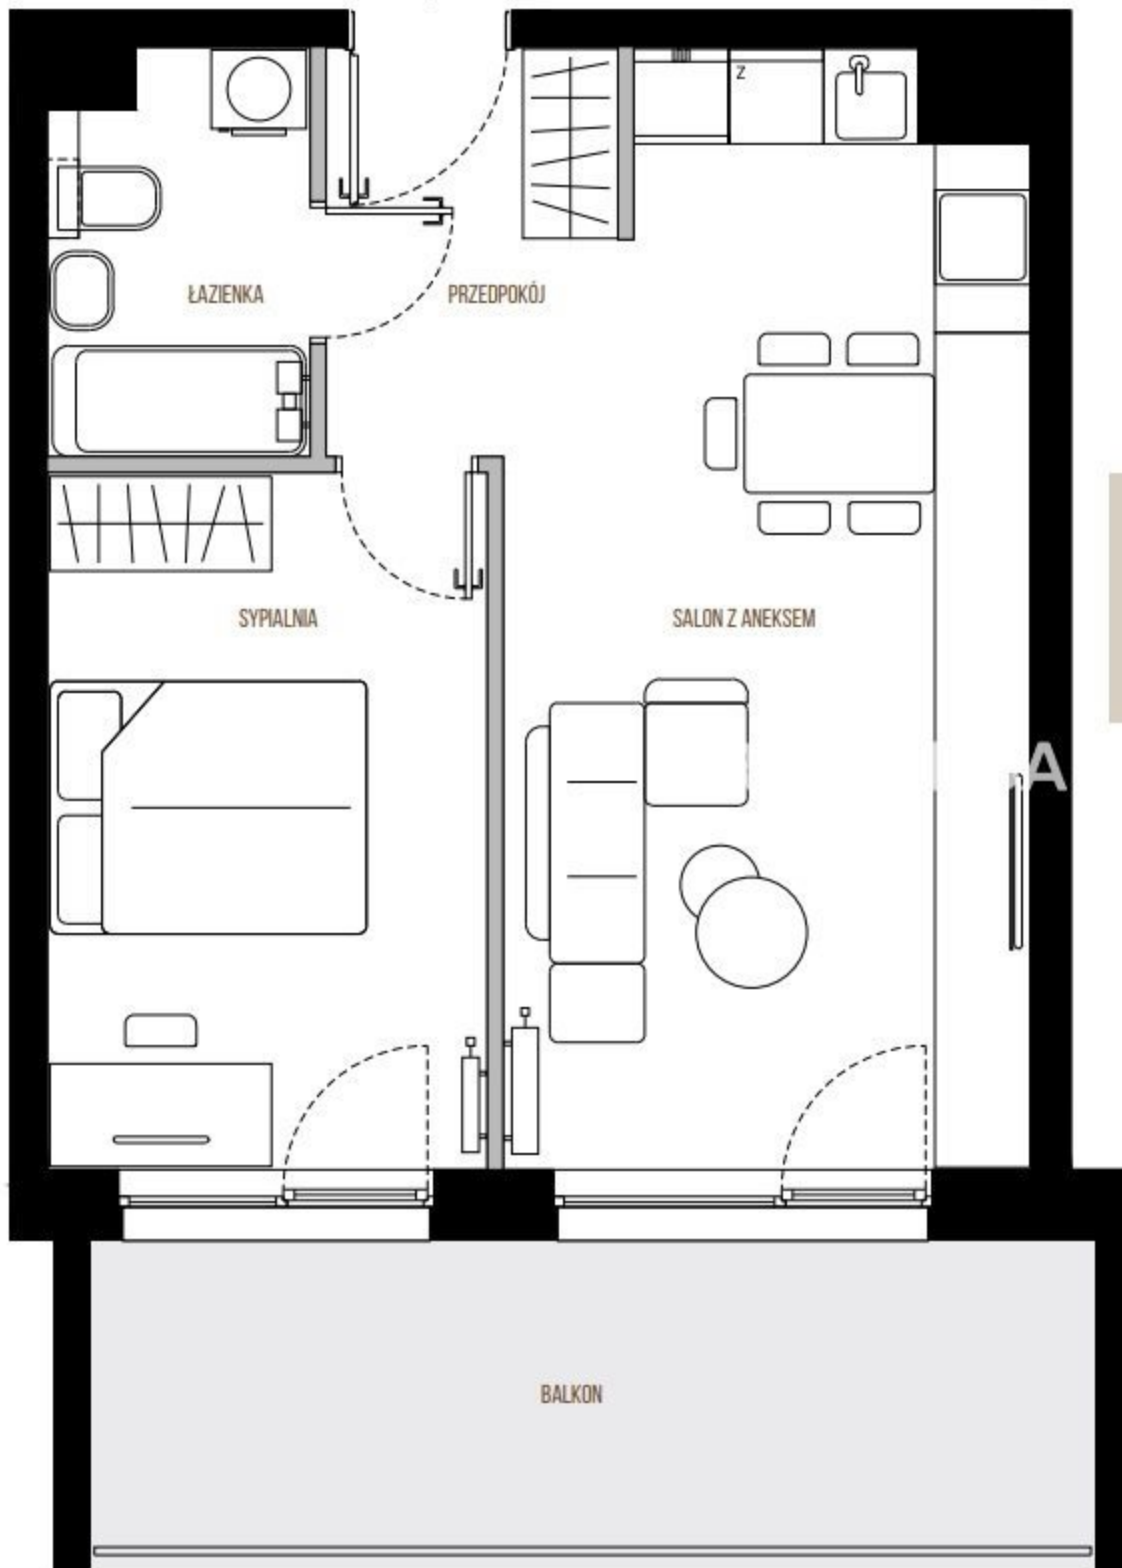 Z
ŁAZIENKA
PRZEDPOKÓJ
SYPIALNIA
SALON Z ANEKSEM
BALKON